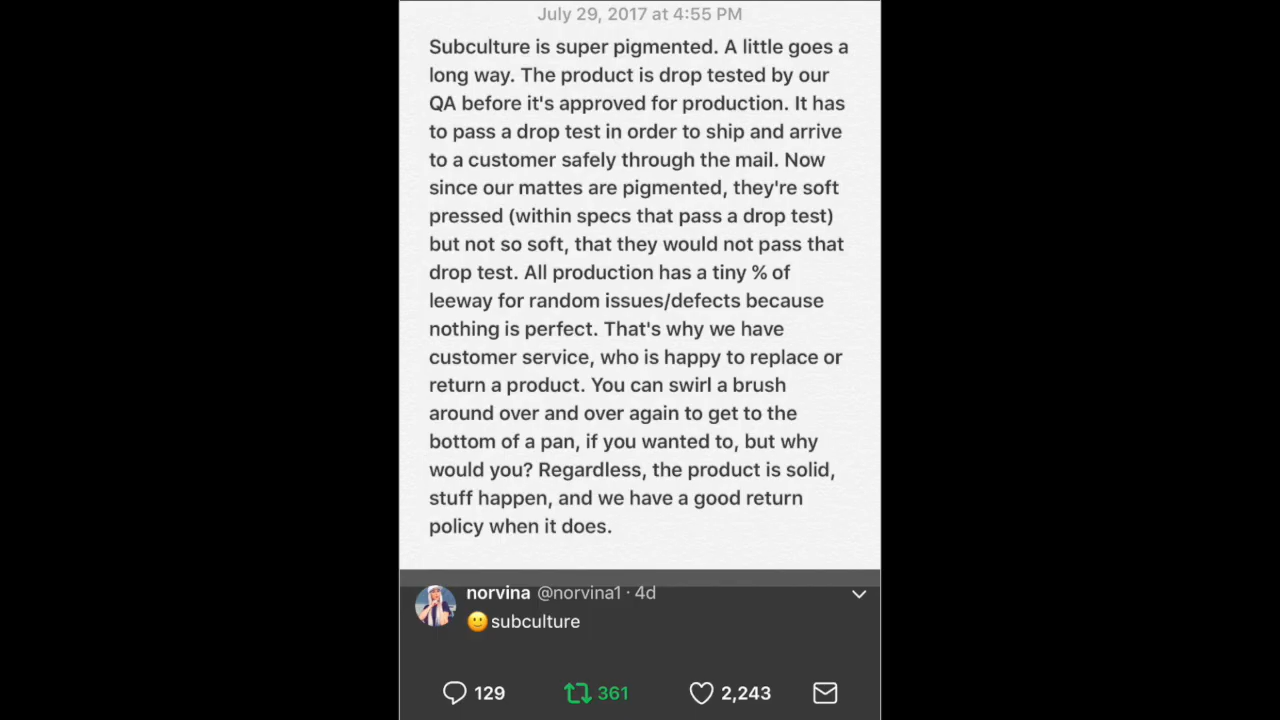 July 29, 2017 at 4:55 PM
Subculture is super pigmented. A little goes a
long way. The product is drop tested by our
QA before it's approved for production. It has
to pass a drop test in order to ship and arrive
to a customer safely through the mail. Now
since our mattes are pigmented, they're soft
pressed (within specs that pass a drop test)
but not so soft, that they would not pass that
drop test. All production has a tiny % of
leeway for random issues/defects because
nothing is perfect. That's why we have
customer service, who is happy to replace or
return a product. You can swirl a brush
around over and over again to get to the
bottom of a pan, if you wanted to, but why
would you? Regardless, the product is solid,
stuff happen, and we have a good return
policy when it does.
norvina @norvina1 · 4d
🙂subculture
129 361 2,243